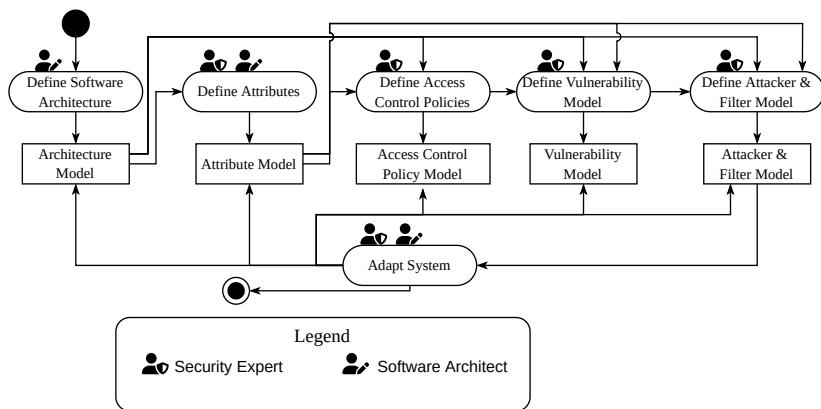 Define Software
Architecture
Define Attributes
Define Access
Control Policies
Define Vulnerability
Model
Define Attacker &
Filter Model
Architecture
Model
Attribute Model
Access Control
Policy Model
Vulnerability
Model
Attacker &
Filter Model
Adapt System
Legend
Security Expert
Software Architect